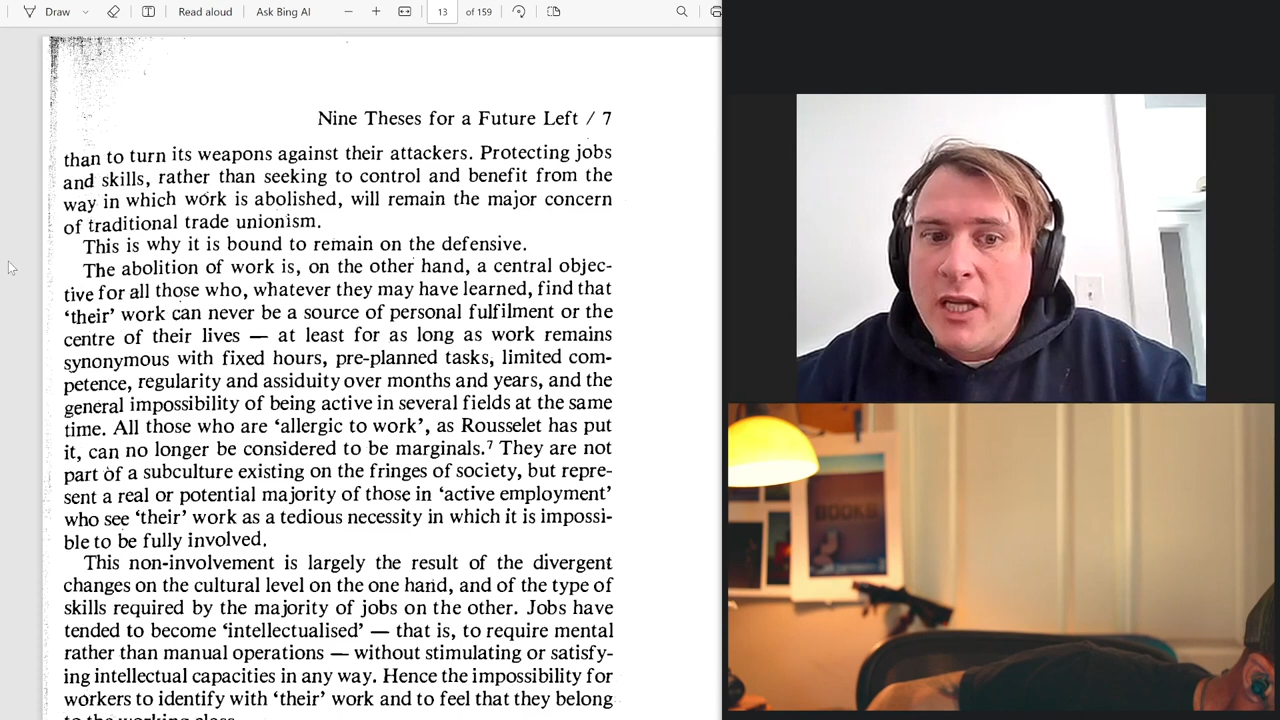 Draw
Read aloud
Ask Bing AI
13
of 159
Nine Theses for a Future Left / 7
than to turn its weapons against their attackers. Protecting jobs
and skills, rather than seeking to control and benefit from the
way in which work is abolished, will remain the major concern
of traditional trade unionism.
This is why it is bound to remain on the defensive.
The abolition of work is, on the other hand, a central objec-
tive for all those who, whatever they may have learned, find that
‘their’ work can never be a source of personal fulfilment or the
centre of their lives — at least for as long as work remains
synonymous with fixed hours, pre-planned tasks, limited com-
petence, regularity and assiduity over months and years, and the
general impossibility of being active in several fields at the same
time. All those who are ‘allergic to work’, as Rousselet has put
it, can no longer be considered to be marginals.⁷ They are not
part of a subculture existing on the fringes of society, but repre-
sent a real or potential majority of those in ‘active employment’
who see ‘their’ work as a tedious necessity in which it is impossi-
ble to be fully involved.
This non-involvement is largely the result of the divergent
changes on the cultural level on the one hand, and of the type of
skills required by the majority of jobs on the other. Jobs have
tended to become ‘intellectualised’ — that is, to require mental
rather than manual operations — without stimulating or satisfy-
ing intellectual capacities in any way. Hence the impossibility for
workers to identify with ‘their’ work and to feel that they belong
to the working class.
BOOKS